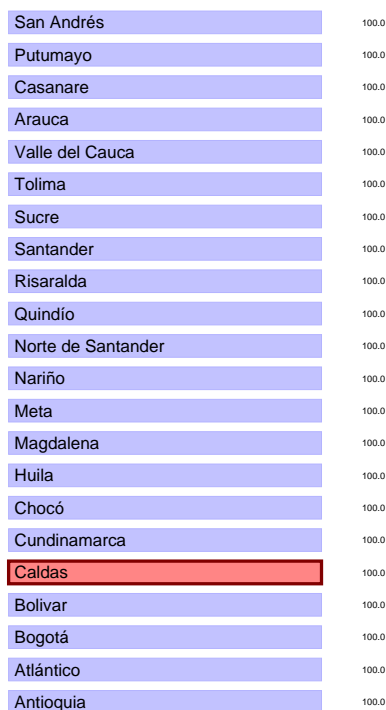 San Andrés 100.0
Putumayo 100.0
Casanare 100.0
Arauca 100.0
Valle del Cauca 100.0
Tolima 100.0
Sucre 100.0
Santander 100.0
Risaralda 100.0
Quindío 100.0
Norte de Santander 100.0
Nariño 100.0
Meta 100.0
Magdalena 100.0
Huila 100.0
Chocó 100.0
Cundinamarca 100.0
Caldas 100.0
Bolivar 100.0
Bogotá 100.0
Atlántico 100.0
Antioquia 100.0